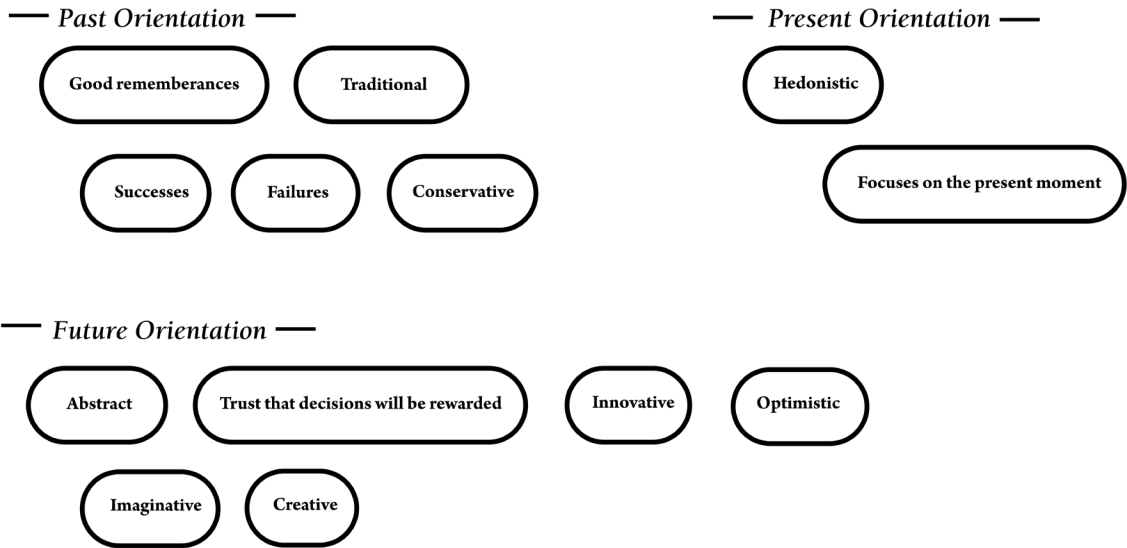 Past Orientation
Good rememberances
Traditional
Successes
Failures
Conservative
Present Orientation
Hedonistic
Focuses on the present moment
Future Orientation
Abstract
Trust that decisions will be rewarded
Innovative
Optimistic
Imaginative
Creative